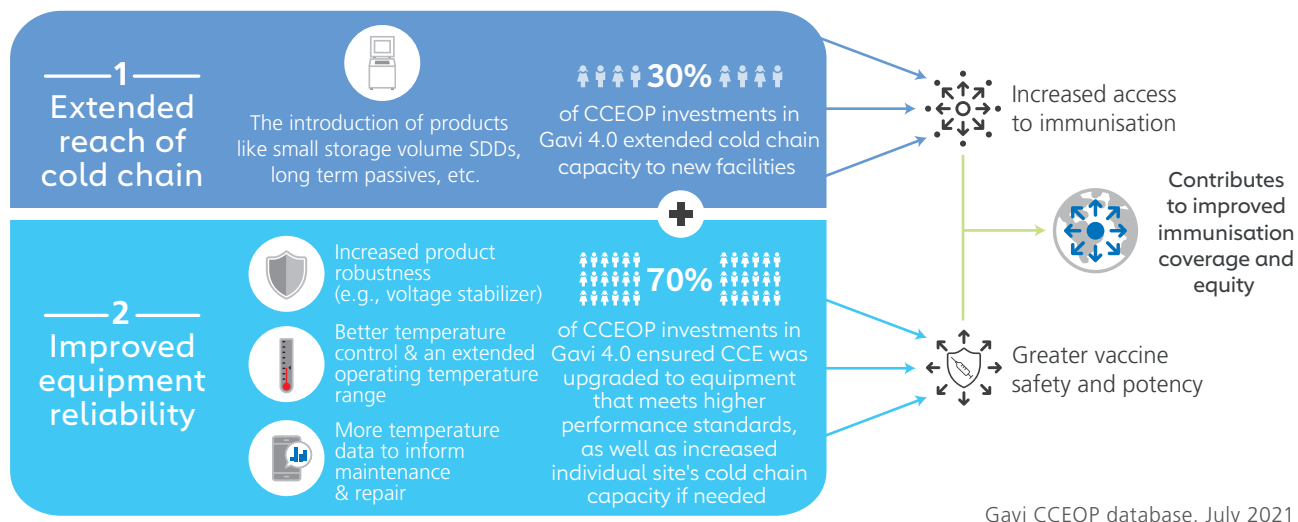 1
Extended
reach of
cold chain
The introduction of products
like small storage volume SDDs,
long term passives, etc.
30%
of CCEOP investments in
Gavi 4.0 extended cold chain
capacity to new facilities
Increased access
to immunisation
2
Improved
equipment
reliability
Increased product
robustness
(e.g., voltage stabilizer)
Better temperature
control & an extended
operating temperature
range
More temperature
data to inform
maintenance
& repair
70%
of CCEOP investments in
Gavi 4.0 ensured CCE was
upgraded to equipment
that meets higher
performance standards,
as well as increased
individual site's cold chain
capacity if needed
Greater vaccine
safety and potency
Contributes
to improved
immunisation
coverage and
equity
Gavi CCEOP database, July 2021